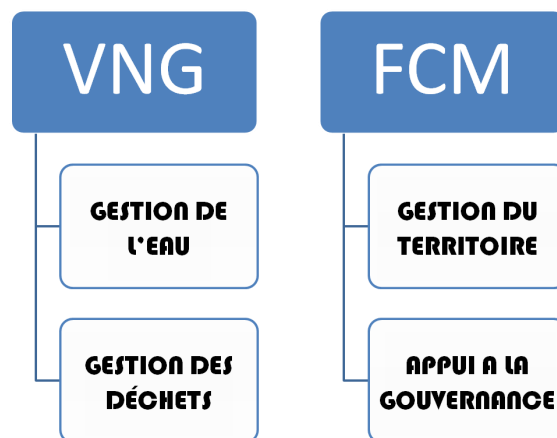 VNG
GESTION DE
L'EAU
GESTION DES
DÉCHETS
FCM
GESTION DU
TERRITOIRE
APPUI A LA
GOUVERNANCE